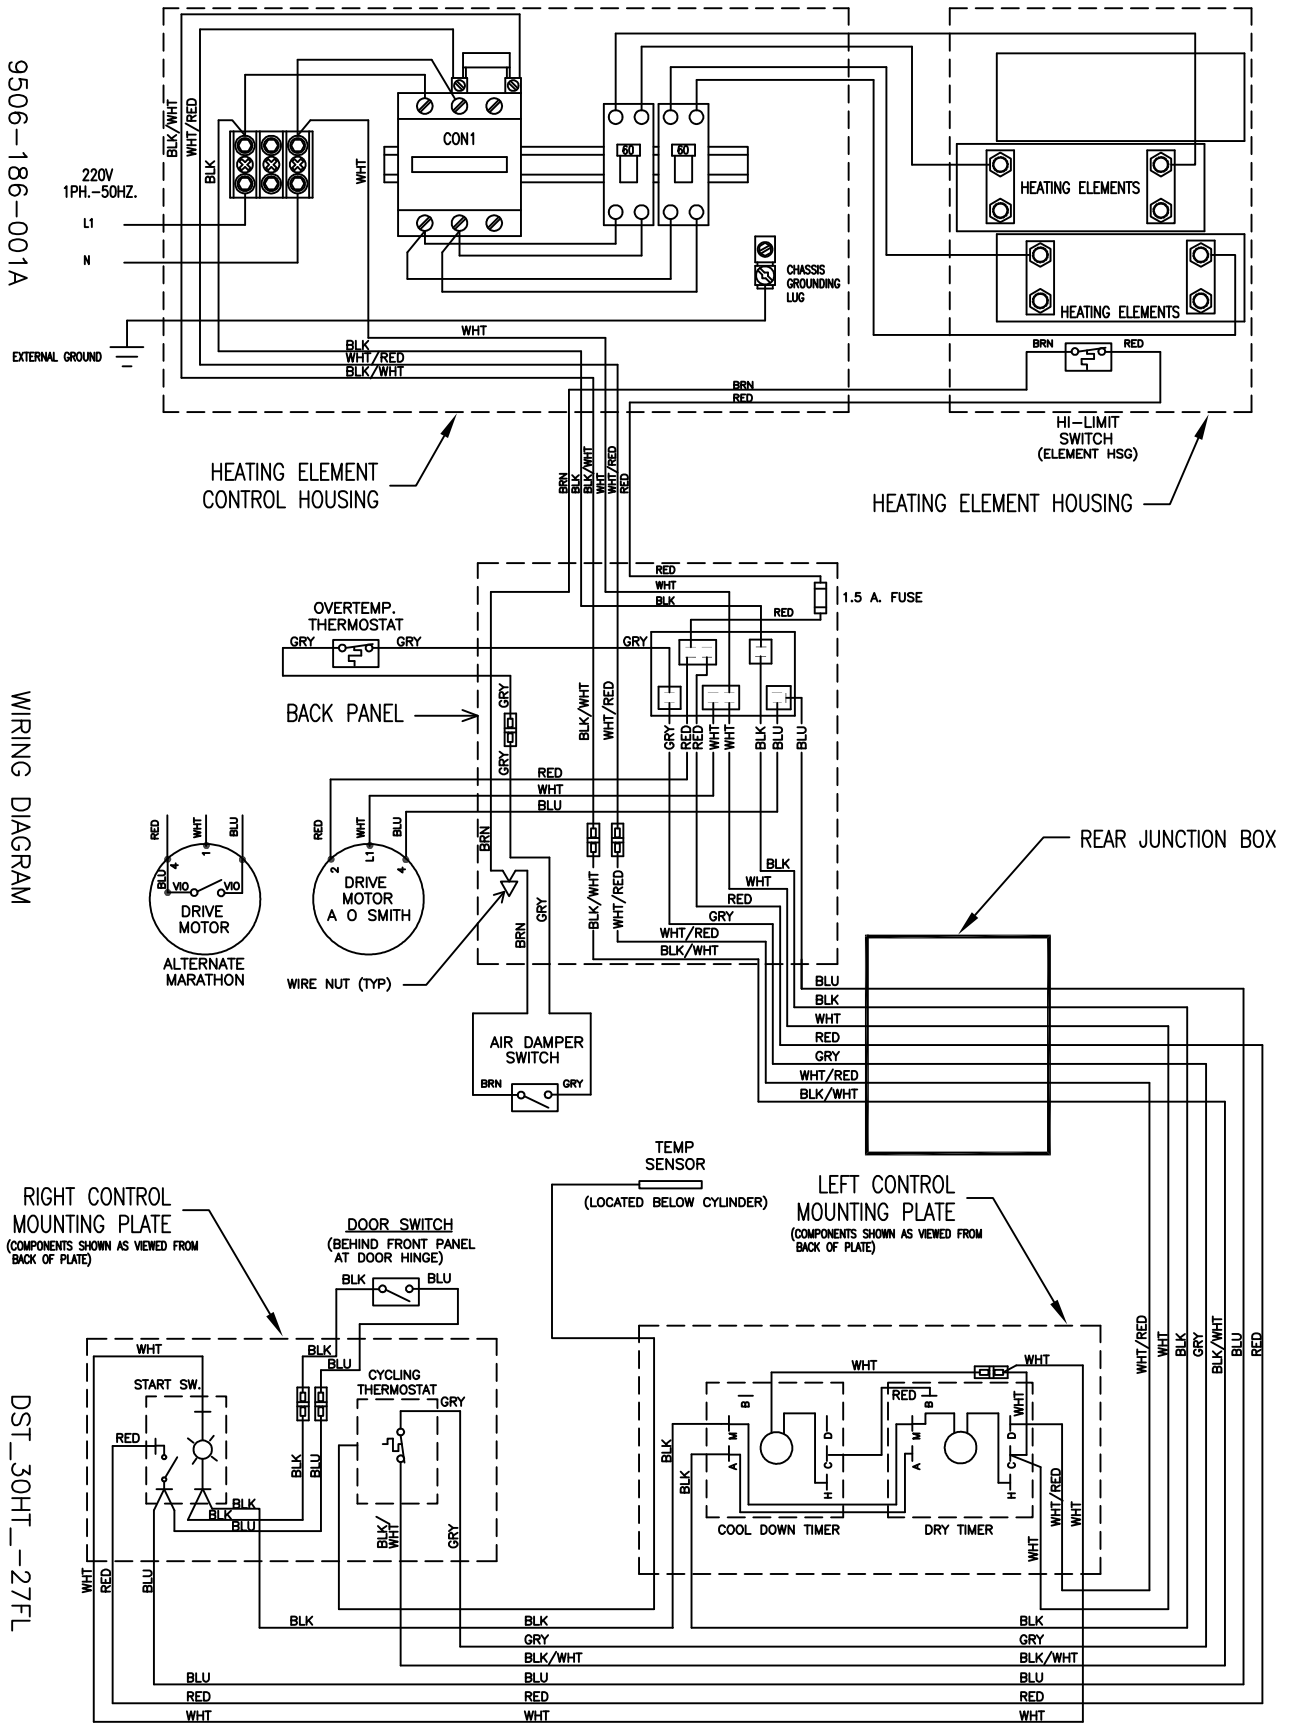 9506-186-001A
WIRING DIAGRAM
DST_30HT_-27FL
220V
1PH.-50HZ.
L1
N
EXTERNAL GROUND
BLK/WHT
WHT/RED
BLK
WHT
CON1
60
60
CHASSIS
GROUNDING
LUG
HEATING ELEMENTS
HEATING ELEMENTS
WHT
BLK
WHT/RED
BLK/WHT
BRN
RED
BRN
RED
HI-LIMIT
SWITCH
(ELEMENT HSG)
HEATING ELEMENT
CONTROL HOUSING
HEATING ELEMENT HOUSING
BRN
BLK
BLK/WHT
WHT
WHT/RED
RED
RED
WHT
BLK
RED
1.5 A. FUSE
OVERTEMP.
THERMOSTAT
GRY
GRY
GRY
BACK PANEL
GRY
GRY
BLK/WHT
WHT/RED
GRY
RED
RED
WHT
WHT
BLK
BLU
BLU
RED
WHT
BLU
RED
WHT
BLU
4
1
BLU
VIO
VIO
DRIVE
MOTOR
ALTERNATE
MARATHON
RED
WHT
BLU
2
L1
4
DRIVE
MOTOR
A O SMITH
BRN
WIRE NUT (TYP)
BRN
GRY
BLK/WHT
WHT/RED
BLK
WHT
RED
GRY
WHT/RED
BLK/WHT
REAR JUNCTION BOX
BLU
BLK
WHT
RED
GRY
WHT/RED
BLK/WHT
AIR DAMPER
SWITCH
BRN
GRY
TEMP
SENSOR
(LOCATED BELOW CYLINDER)
RIGHT CONTROL
MOUNTING PLATE
(COMPONENTS SHOWN AS VIEWED FROM
BACK OF PLATE)
LEFT CONTROL
MOUNTING PLATE
(COMPONENTS SHOWN AS VIEWED FROM
BACK OF PLATE)
DOOR SWITCH
(BEHIND FRONT PANEL
AT DOOR HINGE)
BLK
BLU
WHT/RED
WHT
BLK
GRY
BLK/WHT
BLU
RED
WHT
START SW.
RED
BLK
BLU
BLK
BLU
BLK
BLK
BLU
CYCLING
THERMOSTAT
GRY
BLK/
WHT
GRY
WHT
RED
BLU
BLK
BLK
WHT
WHT
WHT
RED
B
M
A
D
C
H
COOL DOWN TIMER
B
M
A
D
C
H
DRY TIMER
WHT/RED
WHT
WHT
BLK
BLK
BLK
GRY
GRY
BLK/WHT
BLK/WHT
BLU
BLU
BLU
RED
RED
RED
WHT
WHT
WHT